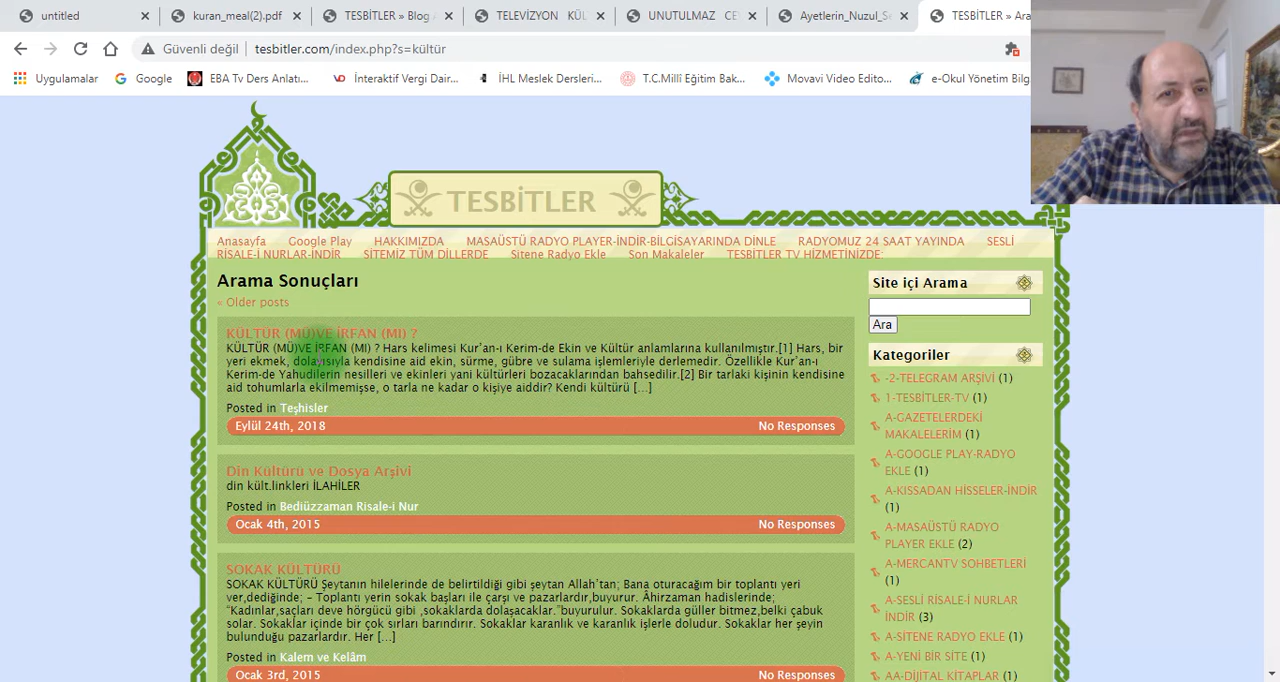 untitled
kuran_meal(2).pdf
TESBİTLER » Blog A
TELEVİZYON KÜL
UNUTULMAZ CE
Ayetlerin_Nuzul_S
TESBİTLER » Ara
Güvenli değil
tesbitler.com/index.php?s=kültür
Uygulamalar
Google
EBA Tv Ders Anlatı...
İnteraktif Vergi Dair...
İHL Meslek Dersleri...
T.C.Millî Eğitim Bak...
Movavi Video Edito...
e-Okul Yönetim Bilg
TESBİTLER
Anasayfa Google Play HAKKIMIZDA MASAÜSTÜ RADYO PLAYER-İNDİR-BİLGİSAYARINDA DİNLE RADYOMUZ 24 SAAT YAYINDA SESLİ
RİSALE-İ NURLAR-İNDİR SİTEMİZ TÜM DİLLERDE Sitene Radyo Ekle Son Makaleler TESBİTLER TV HİZMETİNİZDE:
Arama Sonuçları
« Older posts
KÜLTÜR (MÜ)VE İRFAN (MI) ?
KÜLTÜR (MÜ)VE İRFAN (MI) ? Hars kelimesi Kur’an-ı Kerim-de Ekin ve Kültür anlamlarına kullanılmıştır.[1] Hars, bir
yeri ekmek, dolayısıyla kendisine aid ekin, sürme, gübre ve sulama işlemleriyle derlemedir. Özellikle Kur’an-ı
Kerim-de Yahudilerin nesilleri ve ekinleri yani kültürleri bozacaklarından bahsedilir.[2] Bir tarlaki kişinin kendisine
aid tohumlarla ekilmemişse, o tarla ne kadar o kişiye aiddir? Kendi kültürü […]
Posted in Teşhisler
Eylül 24th, 2018
No Responses
Din Kültürü ve Dosya Arşivi
din kült.linkleri İLAHİLER
Posted in Bediüzzaman Risale-i Nur
Ocak 4th, 2015
No Responses
SOKAK KÜLTÜRÜ
SOKAK KÜLTÜRÜ Şeytanın hilelerinde de belirtildiği gibi şeytan Allah’tan; Bana oturacağım bir toplantı yeri
ver,dediğinde; – Toplantı yerin sokak başları ile çarşı ve pazarlardır,buyurur. Âhirzaman hadislerinde;
“Kadınlar,saçları deve hörgücü gibi ,sokaklarda dolaşacaklar.”buyurulur. Sokaklarda güller bitmez,belki çabuk
solar. Sokaklar içinde bir çok sırları barındırır. Sokaklar karanlık ve karanlık işlerle doludur. Sokaklar her şeyin
bulunduğu pazarlardır. Her […]
Posted in Kalem ve Kelâm
Ocak 3rd, 2015
No Responses
Site içi Arama
Ara
Kategoriler
-2-TELEGRAM ARŞİVİ (1)
1-TESBİTLER-TV (1)
A-GAZETELERDEKİ
MAKALELERİM (1)
A-GOOGLE PLAY-RADYO
EKLE (1)
A-KISSADAN HİSSELER-İNDİR
(1)
A-MASAÜSTÜ RADYO
PLAYER EKLE (2)
A-MERCANTV SOHBETLERİ
(1)
A-SESLİ RİSALE-İ NURLAR
İNDİR (3)
A-SİTENE RADYO EKLE (1)
A-YENİ BİR SİTE (1)
AA-DİJİTAL KİTAPLAR (1)